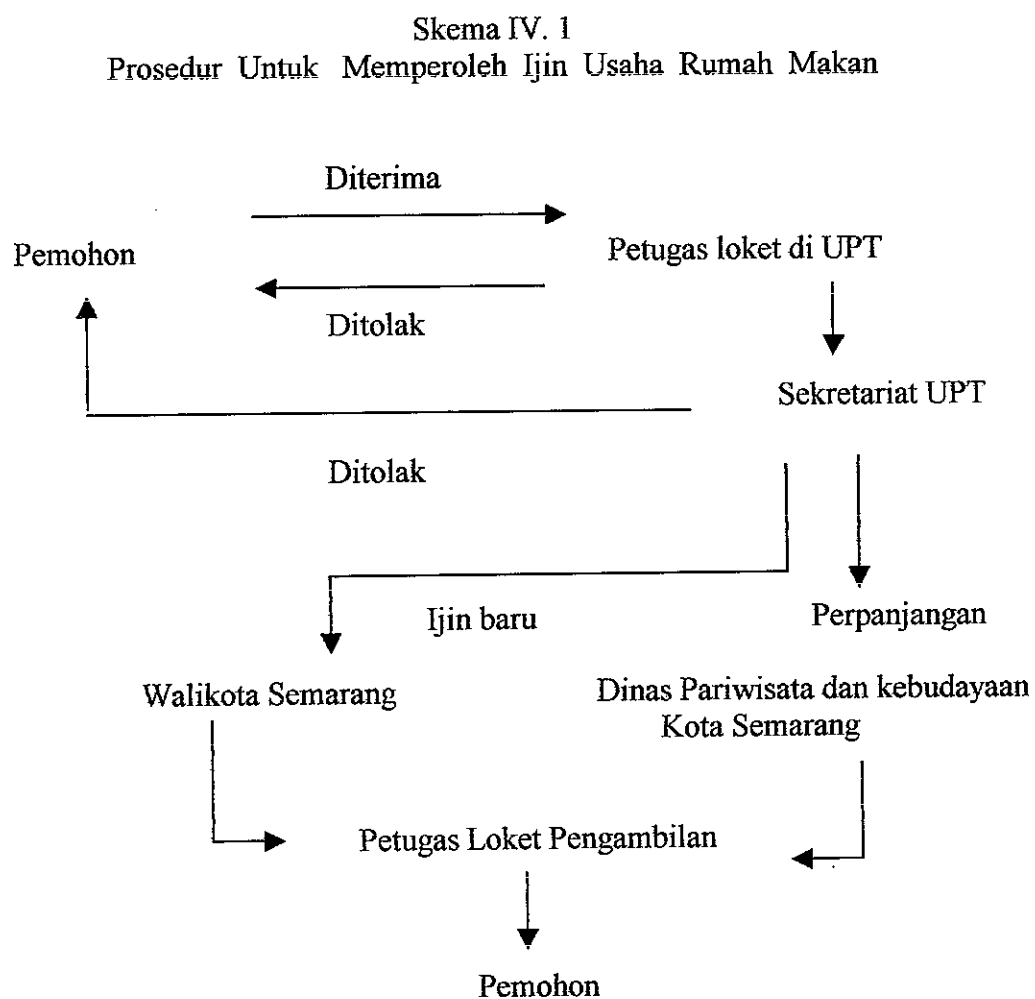 Skema IV. 1
Prosedur Untuk Memperoleh Ijin Usaha Rumah Makan
Diterima
Pemohon
Petugas loket di UPT
Ditolak
Sekretariat UPT
Ditolak
Ijin baru
Perpanjangan
Walikota Semarang
Dinas Pariwisata dan kebudayaan
Kota Semarang
Petugas Loket Pengambilan
Pemohon